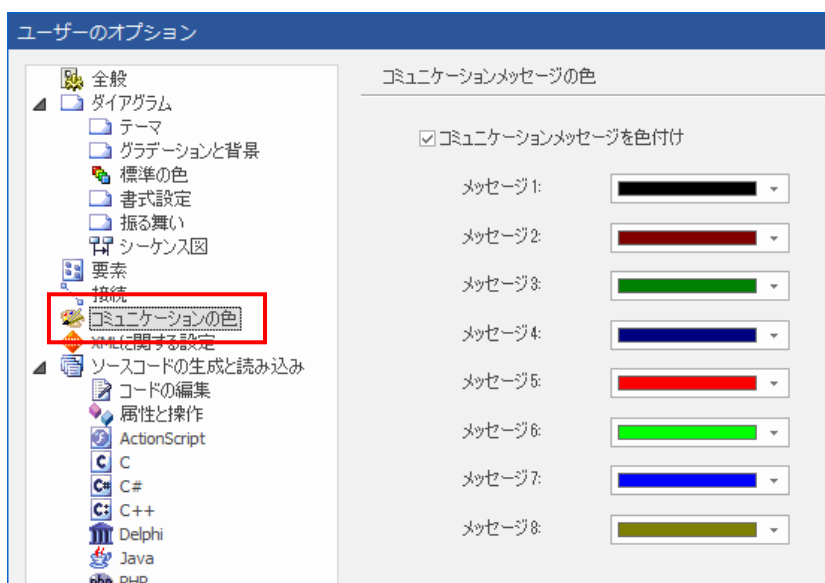 ユーザーのオプション
全般
ダイアグラム
テーマ
グラデーションと背景
標準の色
書式設定
振る舞い
シーケンス図
要素
接続
コミュニケーションの色
XMLに関する設定
ソースコードの生成と読み込み
コードの編集
属性と操作
ActionScript
C
C#
C++
Delphi
Java
PHP
コミュニケーションメッセージの色
コミュニケーションメッセージを色付け
メッセージ1:
メッセージ2:
メッセージ3:
メッセージ4:
メッセージ5:
メッセージ6:
メッセージ7:
メッセージ8: